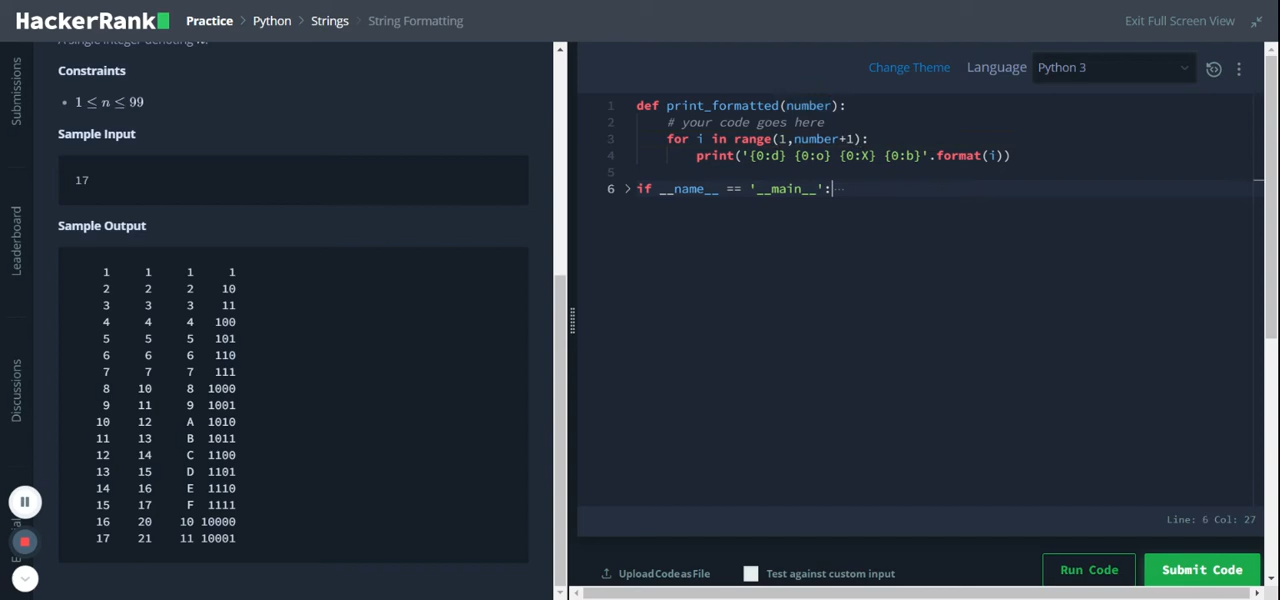 HackerRank Practice > Python > Strings > String Formatting Exit Full Screen View
Submissions
Leaderboard
Discussions
Constraints
• 1 ≤ n ≤ 99
Sample Input
17
Sample Output
1 1 1 1
2 2 2 10
3 3 3 11
4 4 4 100
5 5 5 101
6 6 6 110
7 7 7 111
8 10 8 1000
9 11 9 1001
10 12 A 1010
11 13 B 1011
12 14 C 1100
13 15 D 1101
14 16 E 1110
15 17 F 1111
16 20 10 10000
17 21 11 10001
Change Theme Language Python 3
1 def print_formatted(number):
2 # your code goes here
3 for i in range(1,number+1):
4 print('{0:d} {0:o} {0:X} {0:b}'.format(i))
5
6 > if __name__ == '__main__':···
Line: 6 Col: 27
Upload Code as File Test against custom input Run Code Submit Code